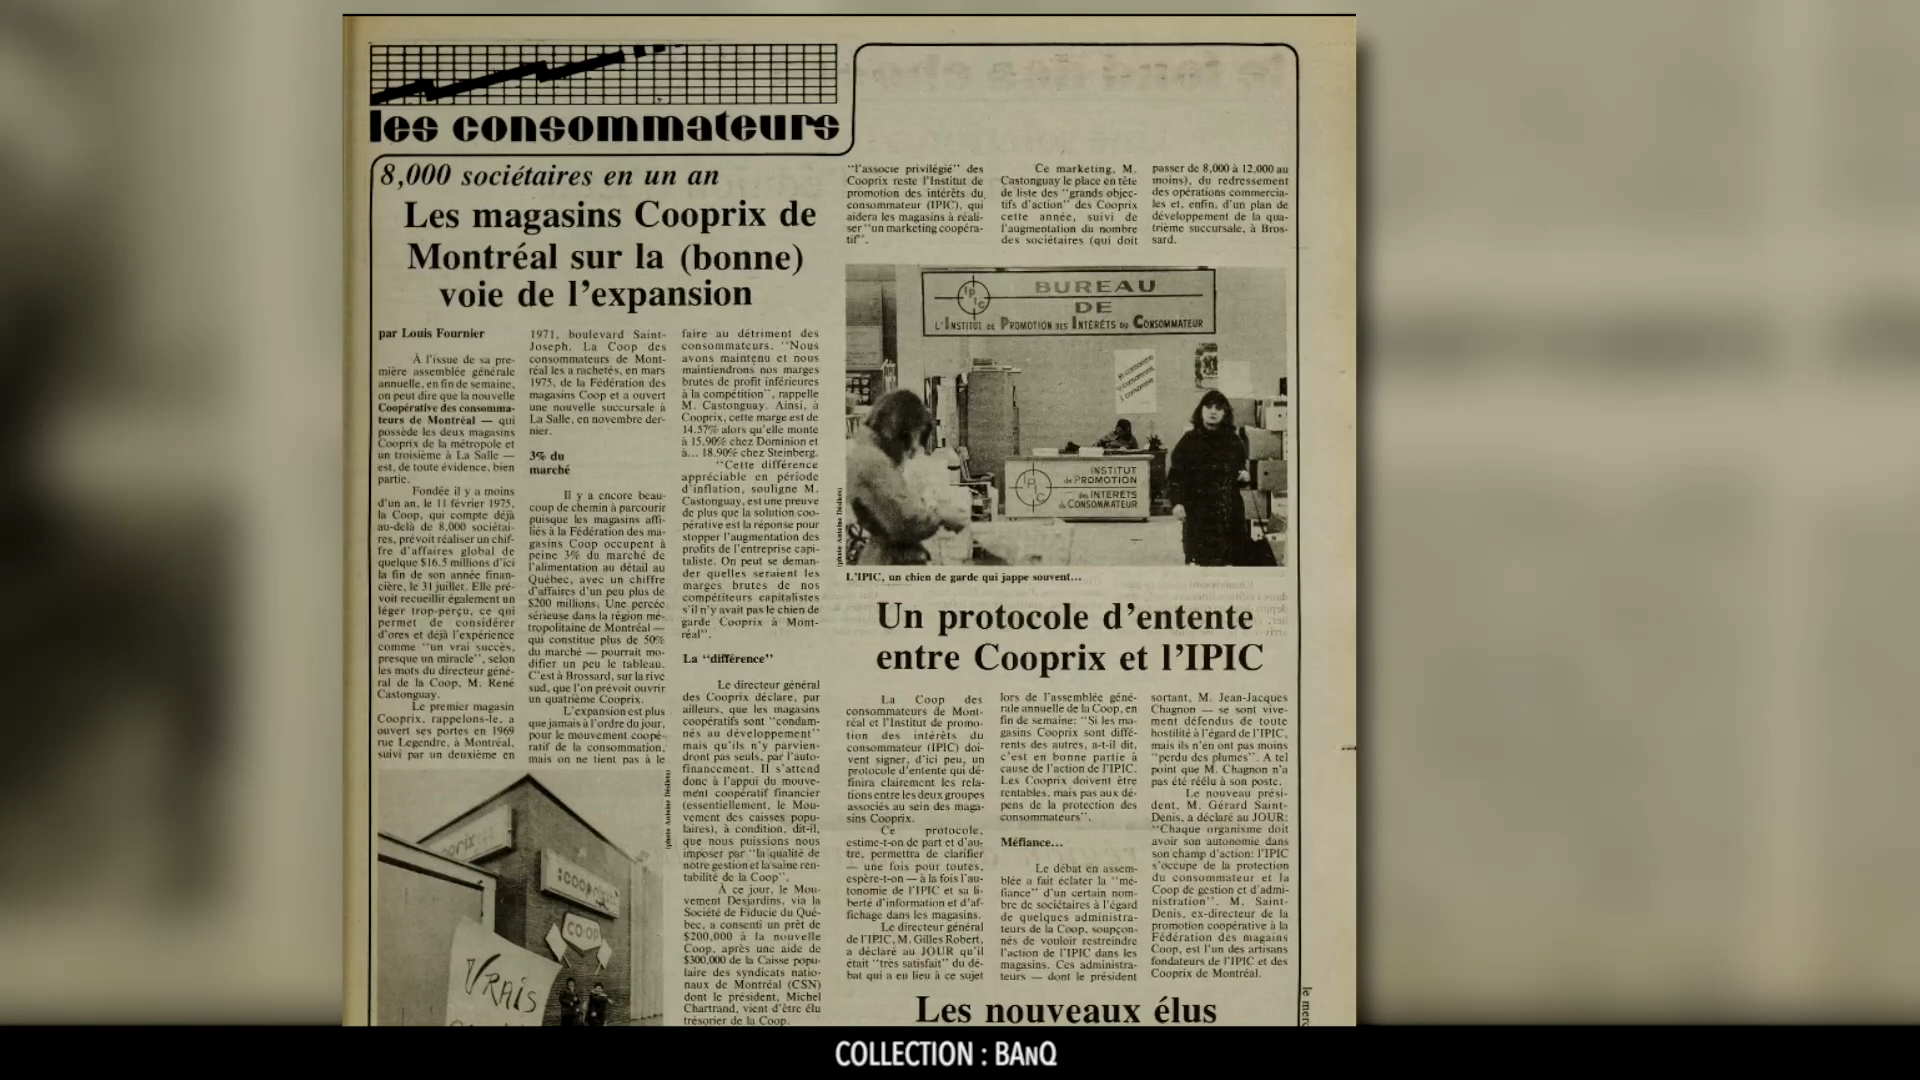 les consommateurs
8,000 sociétaires en un an
Les magasins Cooprix de
Montréal sur la (bonne)
voie de l'expansion
par Louis Fournier
À l'issue de sa pre-
mière assemblée générale
annuelle, en fin de semaine,
on peut dire que la nouvelle
Coopérative des consomma-
teurs de Montréal — qui
possède les deux magasins
Cooprix de la métropole et
un troisième à La Salle —
est, de toute évidence, bien
partie.
Fondée il y a moins
d'un an, le 11 février 1975,
la Coop, qui compte déjà
au-delà de 8,000 sociétai-
res, prévoit réaliser un chif-
fre d'affaires global de
quelque $16.5 millions d'ici
la fin de son année finan-
cière, le 31 juillet. Elle pré-
voit recueillir également un
léger trop-perçu, ce qui
permet de considérer
d'ores et déjà l'expérience
comme "un vrai succès,
presque un miracle", selon
les mots du directeur géné-
ral de la Coop, M. René
Castonguay.
Le premier magasin
Cooprix, rappelons-le, a
ouvert ses portes en 1969
rue Legendre, à Montréal,
suivi par un deuxième en
1971, boulevard Saint-
Joseph. La Coop des
consommateurs de Mont-
réal les a rachetés, en mars
1975, de la Fédération des
magasins Coop et a ouvert
une nouvelle succursale à
La Salle, en novembre der-
nier.
3% du
marché
Il y a encore beau-
coup de chemin à parcourir
puisque les magasins affi-
liés à la Fédération des ma-
gasins Coop occupent à
peine 3% du marché de
l'alimentation au détail au
Québec, avec un chiffre
d'affaires d'un peu plus de
$200 millions. Une percée
sérieuse dans la région mé-
tropolitaine de Montréal —
qui constitue plus de 50%
du marché — pourrait mo-
difier un peu le tableau.
C'est à Brossard, sur la rive
sud, que l'on prévoit ouvrir
un quatrième Cooprix.
L'expansion est plus
que jamais à l'ordre du jour,
pour le mouvement coopé-
ratif de la consommation,
mais on ne tient pas à le
faire au détriment des
consommateurs. "Nous
avons maintenu et nous
maintiendrons nos marges
brutes de profit inférieures
à la compétition", rappelle
M. Castonguay. Ainsi, à
Cooprix, cette marge est de
14.57% alors qu'elle monte
à 15.90% chez Dominion et
à... 18.90% chez Steinberg.
"Cette différence
appréciable en période
d'inflation, souligne M.
Castonguay, est une preuve
de plus que la solution coo-
pérative est la réponse pour
stopper l'augmentation des
profits de l'entreprise capi-
taliste. On peut se deman-
der quelles seraient les
marges brutes de nos
compétiteurs capitalistes
s'il n'y avait pas le chien de
garde Cooprix à Mont-
réal".
La "différence"
Le directeur général
des Cooprix déclare, par
ailleurs, que les magasins
coopératifs sont "condam-
nés au développement"
mais qu'ils n'y parvien-
dront pas seuls, par l'auto-
financement. Il s'attend
donc à l'appui du mouve-
ment coopératif financier
(essentiellement, le Mou-
vement des caisses popu-
laires), à condition, dit-il,
que nous puissions nous
imposer par "la qualité de
notre gestion et la saine ren-
tabilité de la Coop".
À ce jour, le Mou-
vement Desjardins, via la
Société de Fiducie du Qué-
bec, a consenti un prêt de
$200,000 à la nouvelle
Coop, après une aide de
$300,000 de la Caisse popu-
laire des syndicats natio-
naux de Montréal (CSN)
dont le président, Michel
Chartrand, vient d'être élu
trésorier de la Coop.
(photo Antoine Désilets)
cooprix
CO-OP
VRAIS
"l'associe privilégié" des
Cooprix reste l'Institut de
promotion des intérêts du
consommateur (IPIC), qui
aidera les magasins à réali-
ser "un marketing coopéra-
tif".
Ce marketing, M.
Castonguay le place en tête
de liste des "grands objec-
tifs d'action" des Cooprix
cette année, suivi de
l'augmentation du nombre
des sociétaires (qui doit
passer de 8,000 à 12,000 au
moins), du redressement
des opérations commercia-
les et, enfin, d'un plan de
développement de la qua-
trième succursale, à Bros-
sard.
IPIC
BUREAU
DE
L'INSTITUT DE PROMOTION DES INTÉRÊTS DU CONSOMMATEUR
IPIC
INSTITUT
de PROMOTION
des INTERETS
du CONSOMMATEUR
(photo Antoine Désilets)
L'IPIC, un chien de garde qui jappe souvent...
Un protocole d'entente
entre Cooprix et l'IPIC
La Coop des
consommateurs de Mont-
réal et l'Institut de promo-
tion des intérêts du
consommateur (IPIC) doi-
vent signer, d'ici peu, un
protocole d'entente qui dé-
finira clairement les rela-
tions entre les deux groupes
associés au sein des maga-
sins Cooprix.
Ce protocole,
estime-t-on de part et d'au-
tre, permettra de clarifier
— une fois pour toutes,
espère-t-on — à la fois l'au-
tonomie de l'IPIC et sa li-
berté d'information et d'af-
fichage dans les magasins.
Le directeur général
de l'IPIC, M. Gilles Robert,
a déclaré au JOUR qu'il
était "très satisfait" du dé-
bat qui a eu lieu à ce sujet
lors de l'assemblée géné-
rale annuelle de la Coop, en
fin de semaine: "Si les ma-
gasins Cooprix sont diffé-
rents des autres, a-t-il dit,
c'est en bonne partie à
cause de l'action de l'IPIC.
Les Cooprix doivent être
rentables, mais pas aux dé-
pens de la protection des
consommateurs".
Méfiance...
Le débat en assem-
blée a fait éclater la "mé-
fiance" d'un certain nom-
bre de sociétaires à l'égard
de quelques administra-
teurs de la Coop, soupçon-
nés de vouloir restreindre
l'action de l'IPIC dans les
magasins. Ces administra-
teurs — dont le président
sortant, M. Jean-Jacques
Chagnon — se sont vive-
ment défendus de toute
hostilité à l'égard de l'IPIC,
mais ils n'en ont pas moins
"perdu des plumes". A tel
point que M. Chagnon n'a
pas été réélu à son poste.
Le nouveau prési-
dent, M. Gérard Saint-
Denis, a déclaré au JOUR:
"Chaque organisme doit
avoir son autonomie dans
son champ d'action: l'IPIC
s'occupe de la protection
du consommateur et la
Coop de gestion et d'admi-
nistration". M. Saint-
Denis, ex-directeur de la
promotion coopérative à la
Fédération des magains
Coop, est l'un des artisans
fondateurs de l'IPIC et des
Cooprix de Montréal.
Les nouveaux élus
COLLECTION : BAnQ